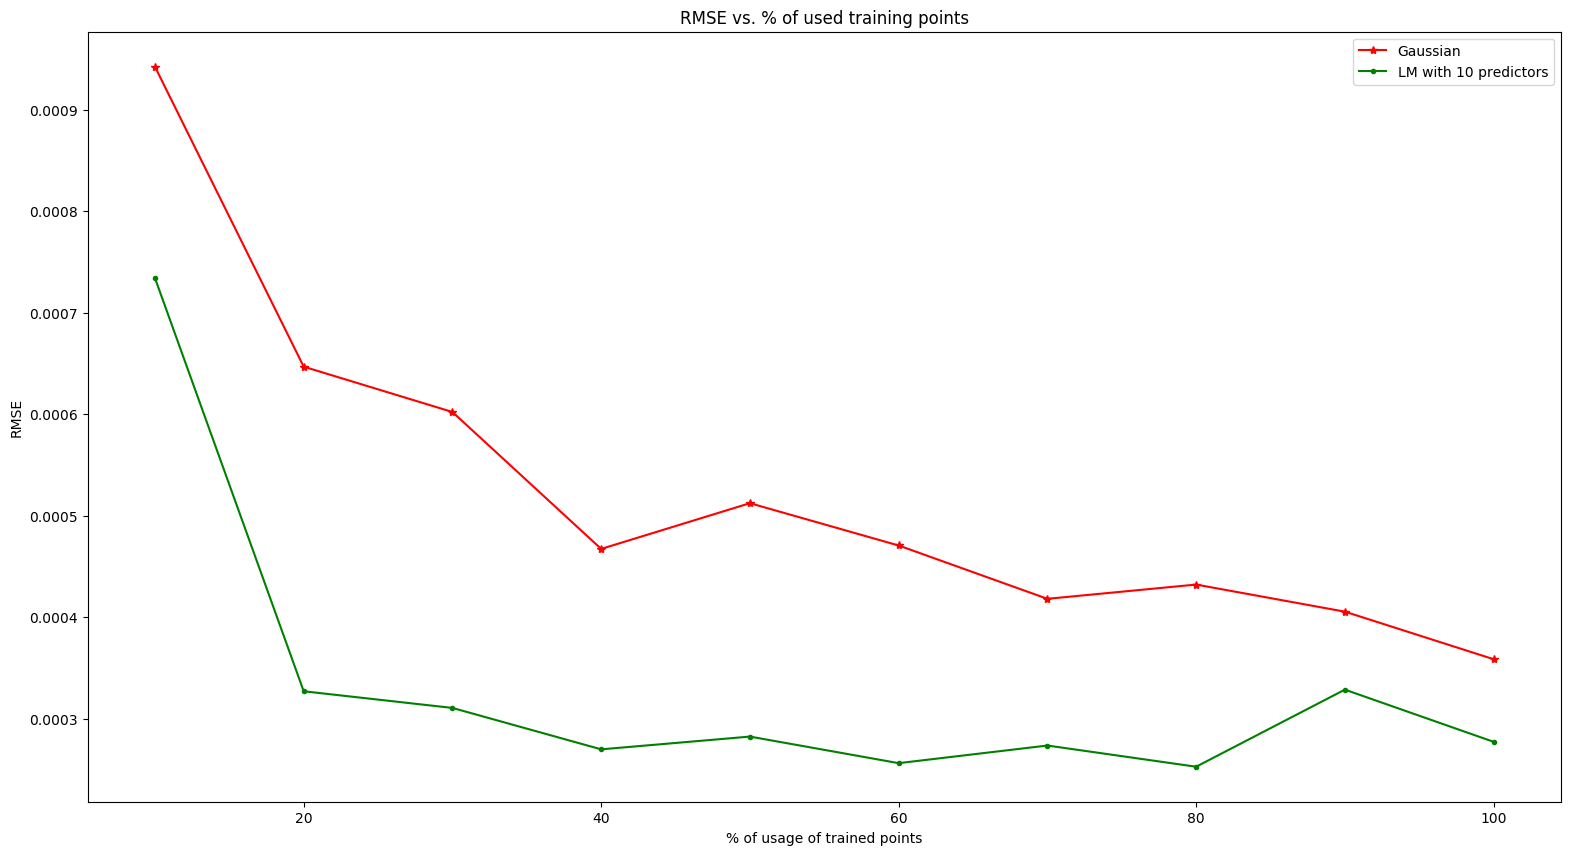 RMSE vs. % of used training points
Gaussian
LM with 10 predictors
0.0009
0.0008
0.0007
0.0006
0.0005
0.0004
0.0003
RMSE
20
40
60
80
100
% of usage of trained points